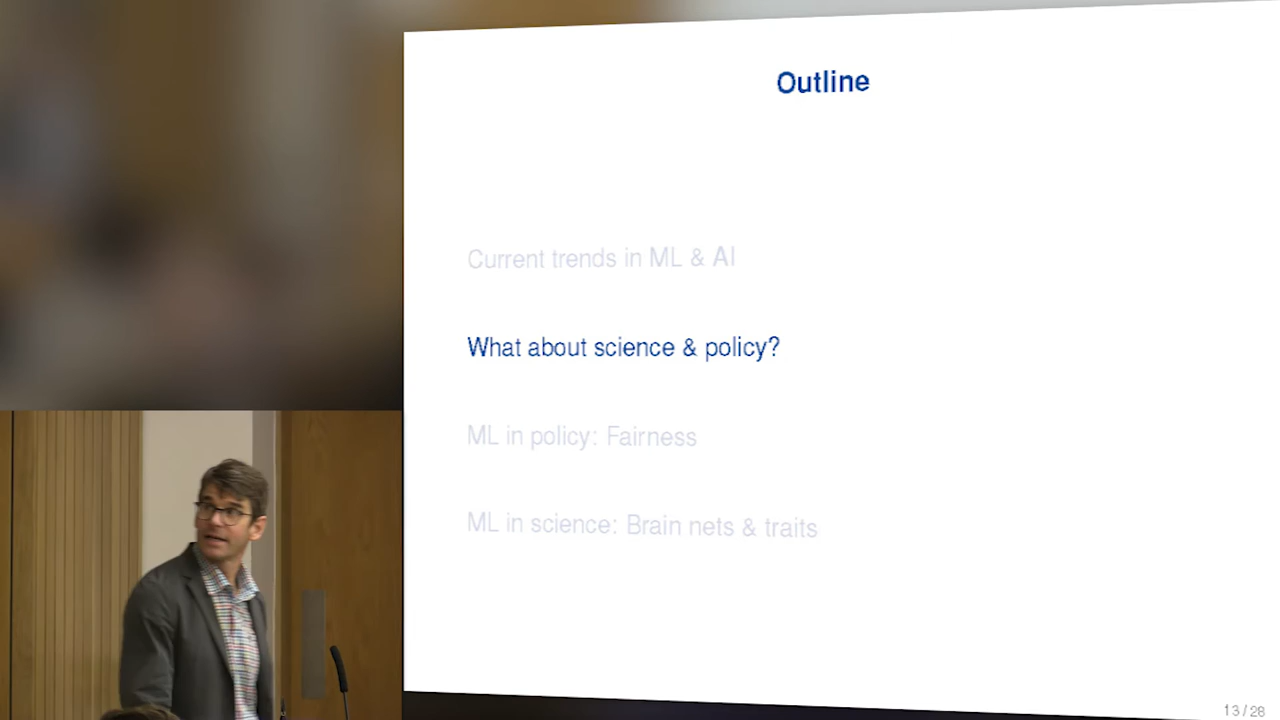 Outline
Current trends in ML & AI
What about science & policy?
ML in policy: Fairness
ML in science: Brain nets & traits
13 / 28